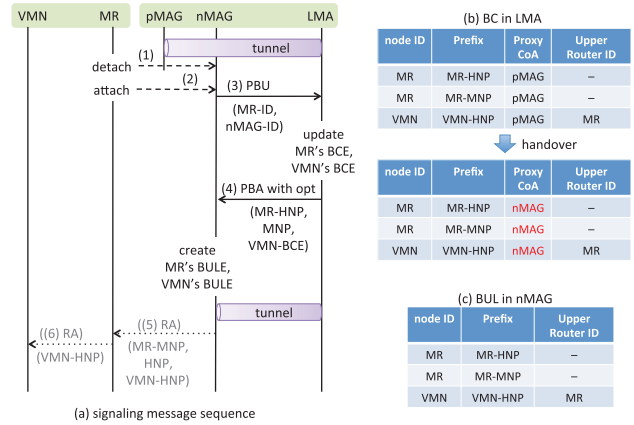 VMN MR pMAG nMAG LMA
tunnel
(1)
detach
(2)
attach
(3) PBU
(MR-ID,
nMAG-ID)
update
MR's BCE,
VMN's BCE
(4) PBA with opt
(MR-HNP,
MNP,
VMN-BCE)
create
MR's BULE,
VMN's BULE
tunnel
((5) RA)
(MR-MNP,
HNP,
VMN-HNP)
((6) RA)
(VMN-HNP)
(a) signaling message sequence
(b) BC in LMA
node ID Prefix Proxy CoA Upper Router ID
MR MR-HNP pMAG –
MR MR-MNP pMAG –
VMN VMN-HNP pMAG MR
handover
node ID Prefix Proxy CoA Upper Router ID
MR MR-HNP nMAG –
MR MR-MNP nMAG –
VMN VMN-HNP nMAG MR
(c) BUL in nMAG
node ID Prefix Upper Router ID
MR MR-HNP –
MR MR-MNP –
VMN VMN-HNP MR